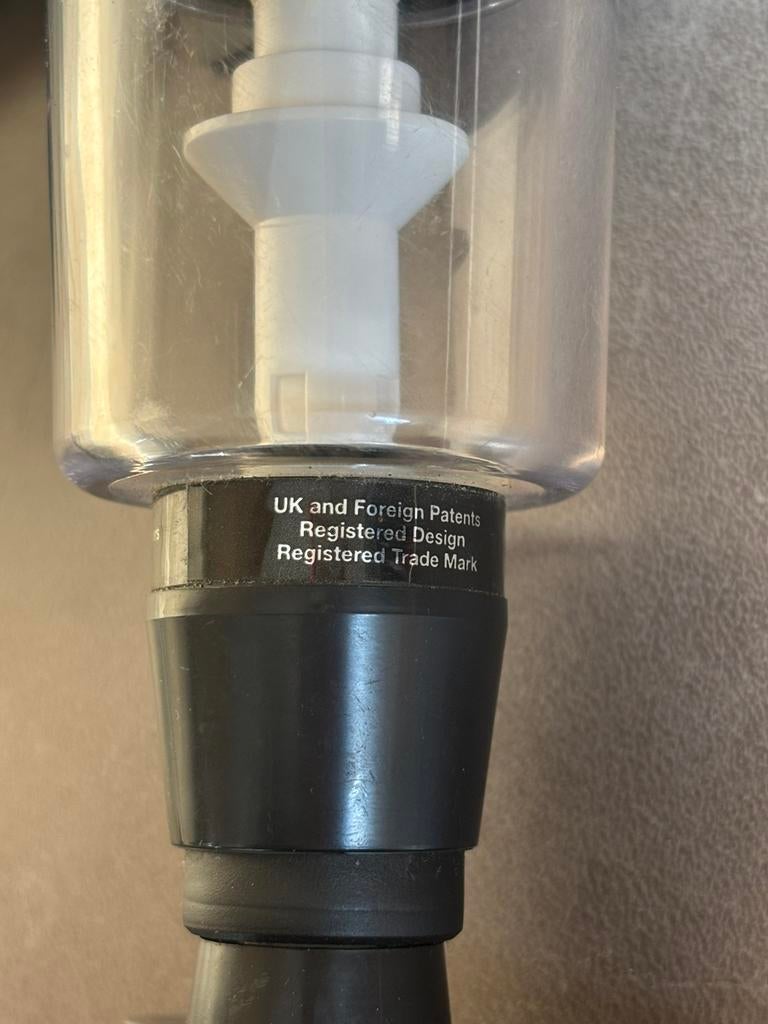 UK and Foreign Patents
Registered Design
Registered Trade Mark